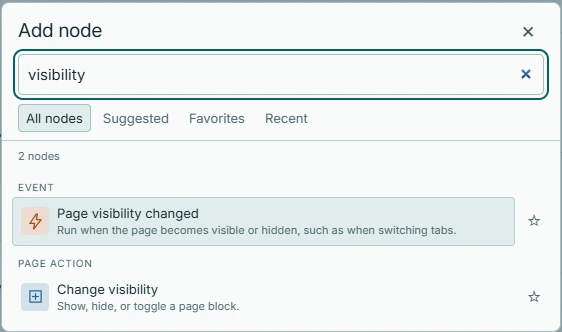 Add node
visibility
All nodes Suggested Favorites Recent
2 nodes
EVENT
Page visibility changed
Run when the page becomes visible or hidden, such as when switching tabs.
PAGE ACTION
Change visibility
Show, hide, or toggle a page block.